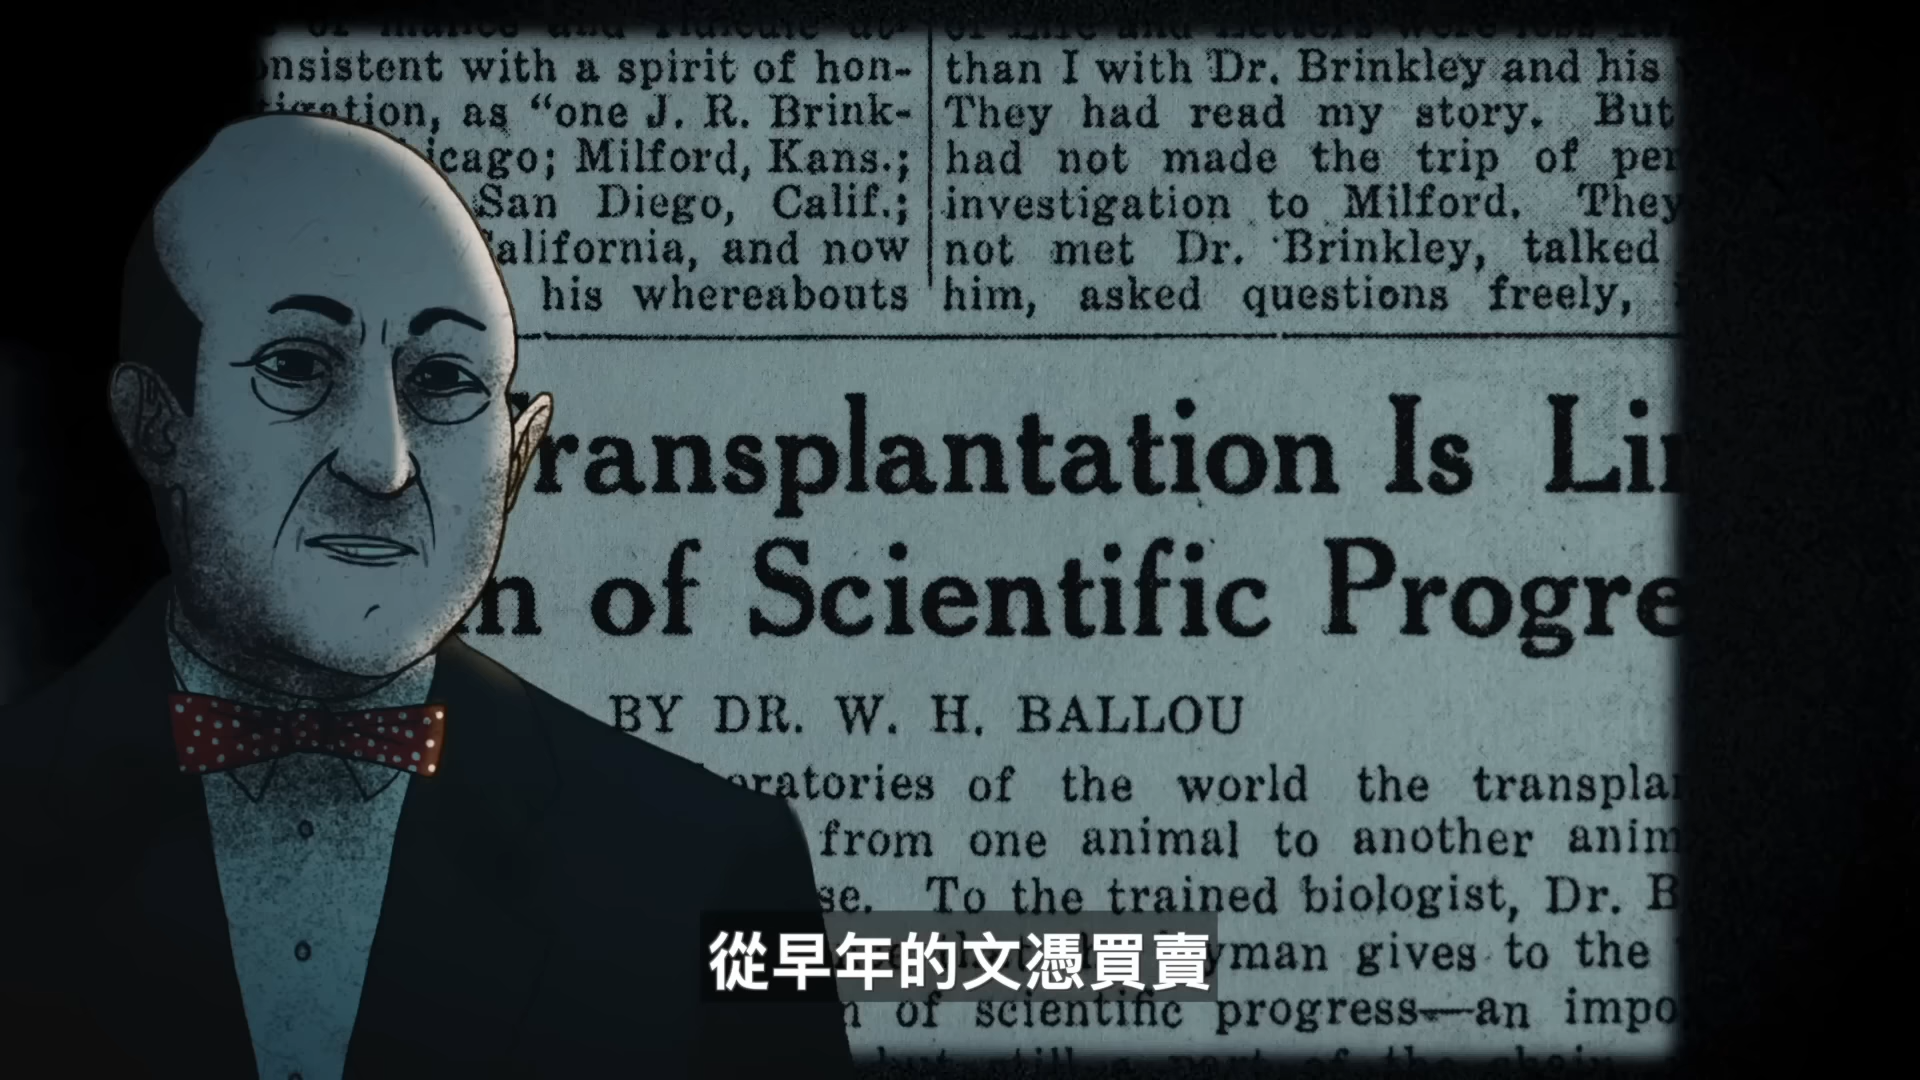 onsistent with a spirit of hon-
tigation, as “one J. R. Brink-
icago; Milford, Kans.;
San Diego, Calif.;
alifornia, and now
his whereabouts
than I with Dr. Brinkley and his
They had read my story. But
had not made the trip of per
investigation to Milford. They
not met Dr. Brinkley, talked
him, asked questions freely,
ransplantation Is Li
n of Scientific Progre
BY DR. W. H. BALLOU
oratories of the world the transpla
from one animal to another anim
se. To the trained biologist, Dr. B
yman gives to the
of scientific progress—an impo
從早年的文憑買賣